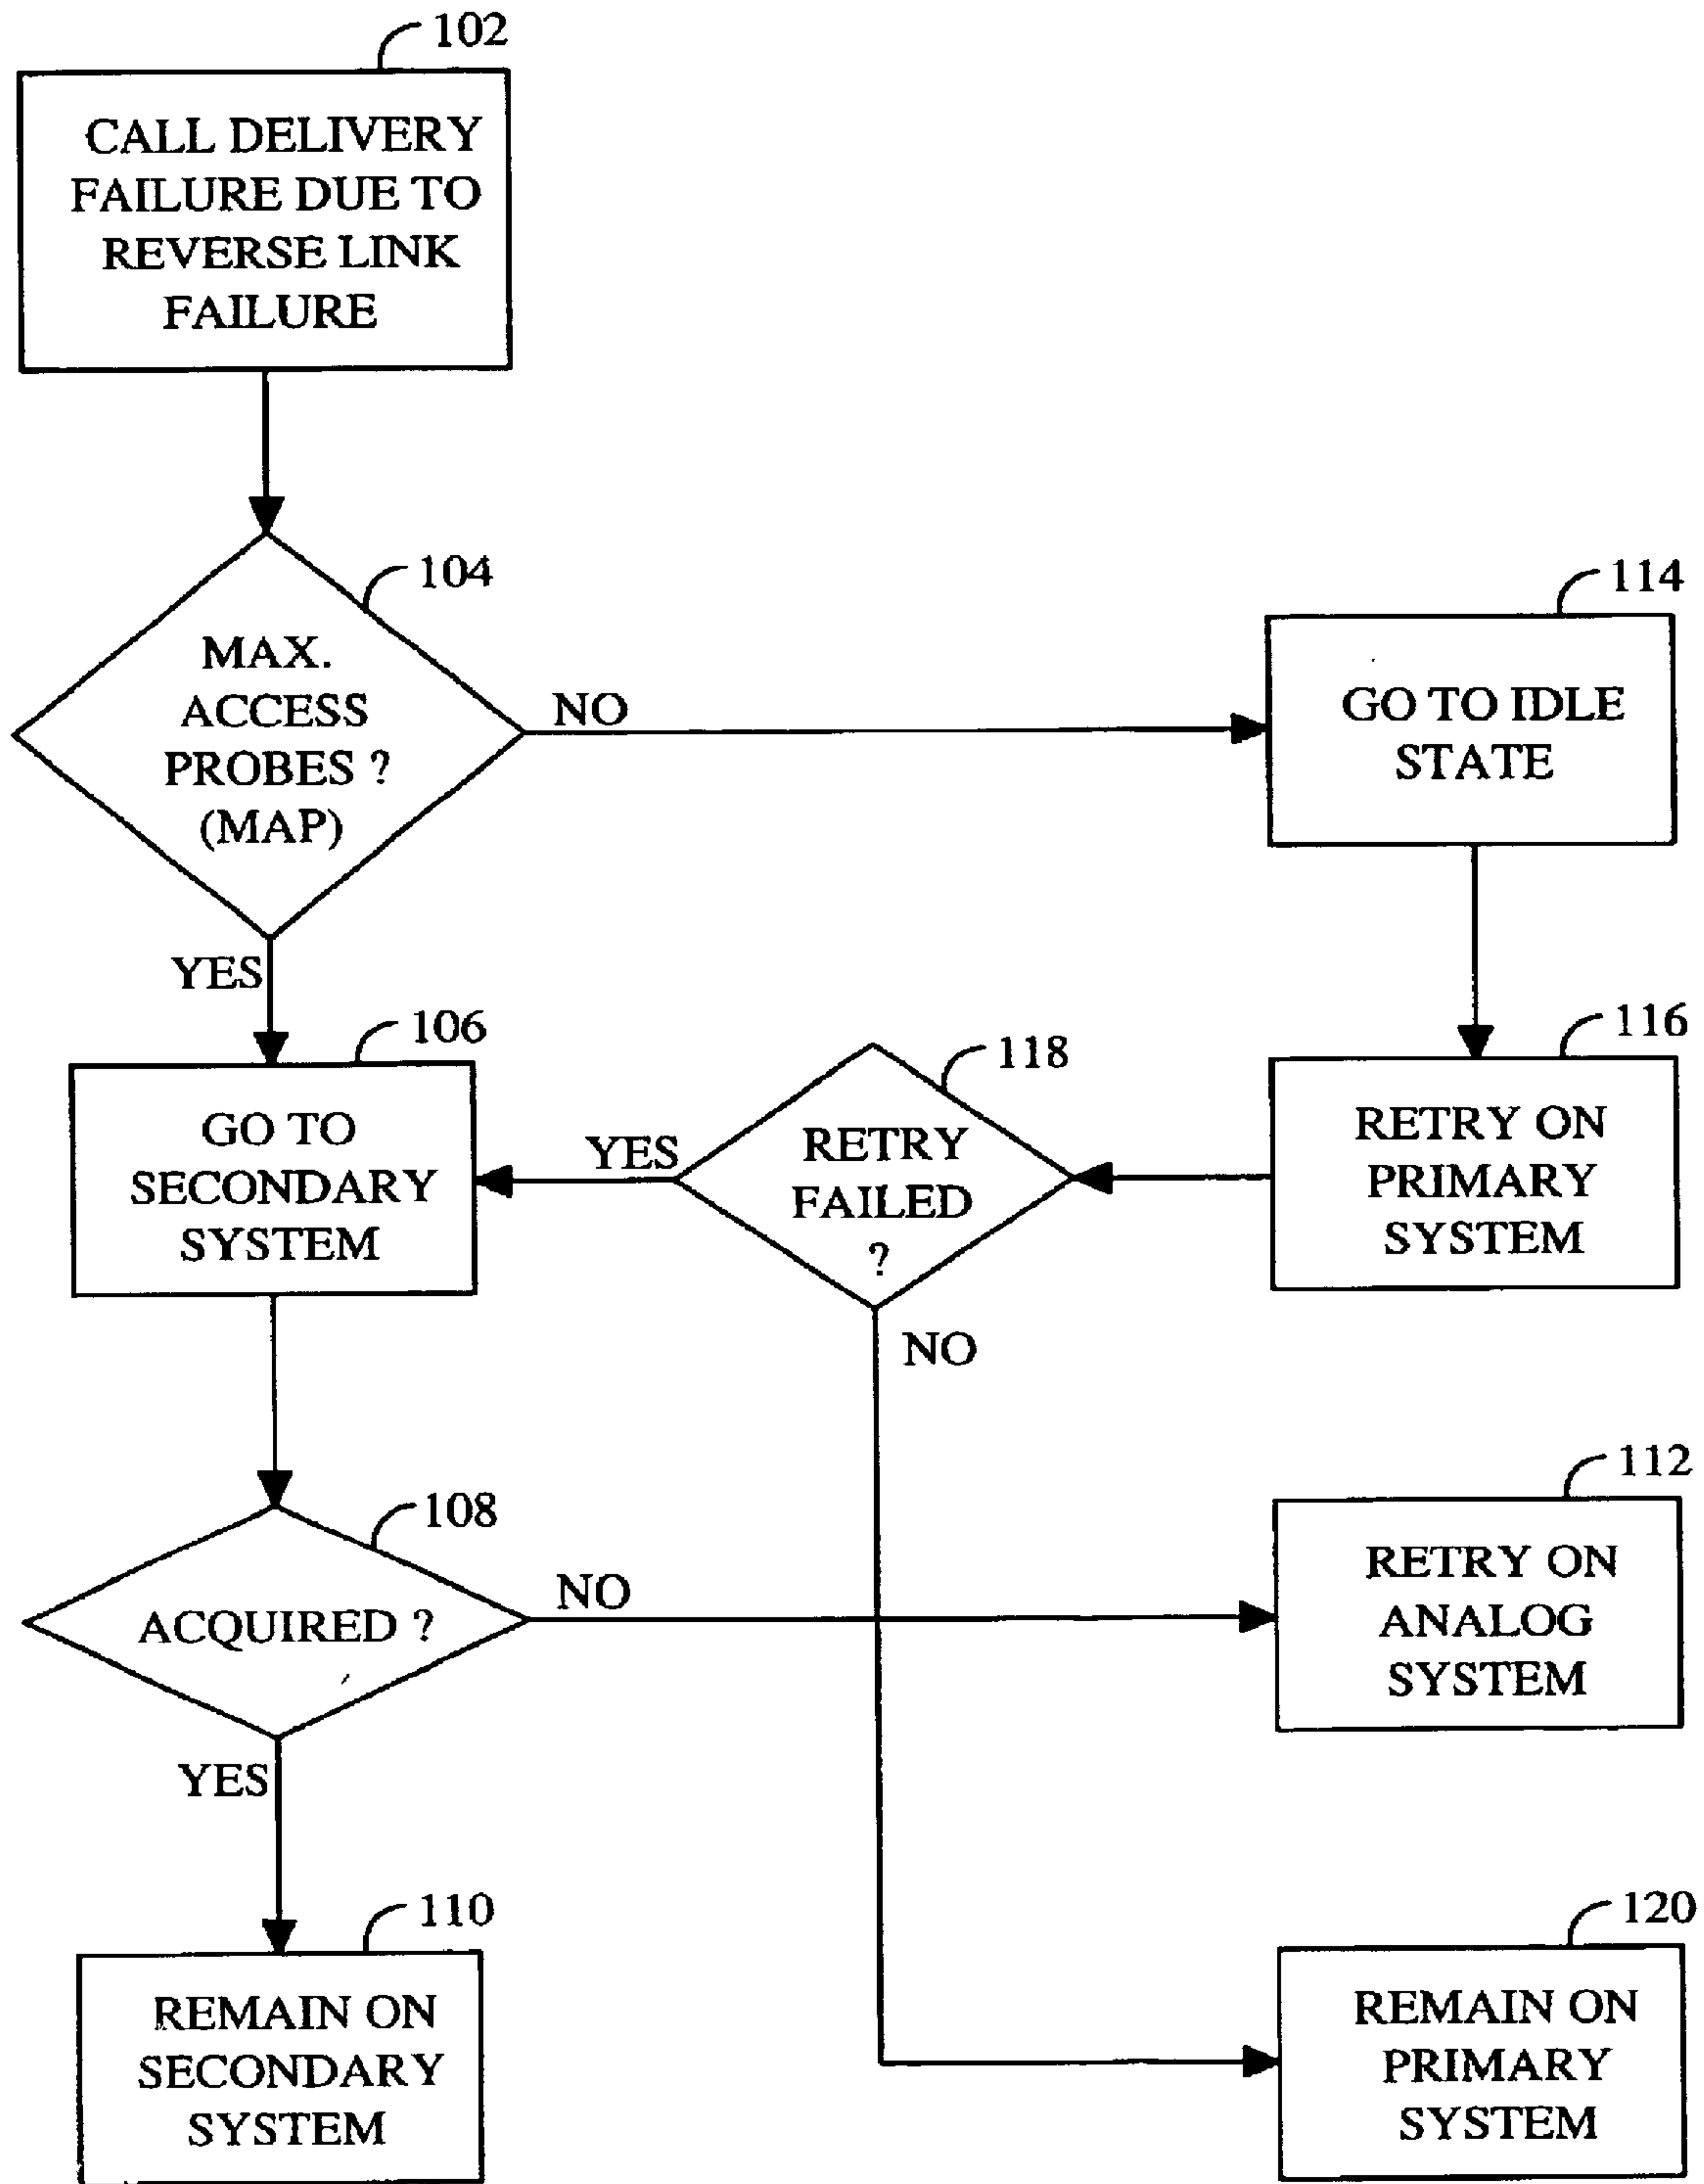 102
CALL DELIVERY
FAILURE DUE TO
REVERSE LINK
FAILURE
104
MAX.
ACCESS
PROBES ?
(MAP)
NO
YES
114
GO TO IDLE
STATE
106
GO TO
SECONDARY
SYSTEM
118
RETRY
FAILED
?
YES
NO
116
RETRY ON
PRIMARY
SYSTEM
108
ACQUIRED ?
NO
YES
112
RETRY ON
ANALOG
SYSTEM
110
REMAIN ON
SECONDARY
SYSTEM
120
REMAIN ON
PRIMARY
SYSTEM